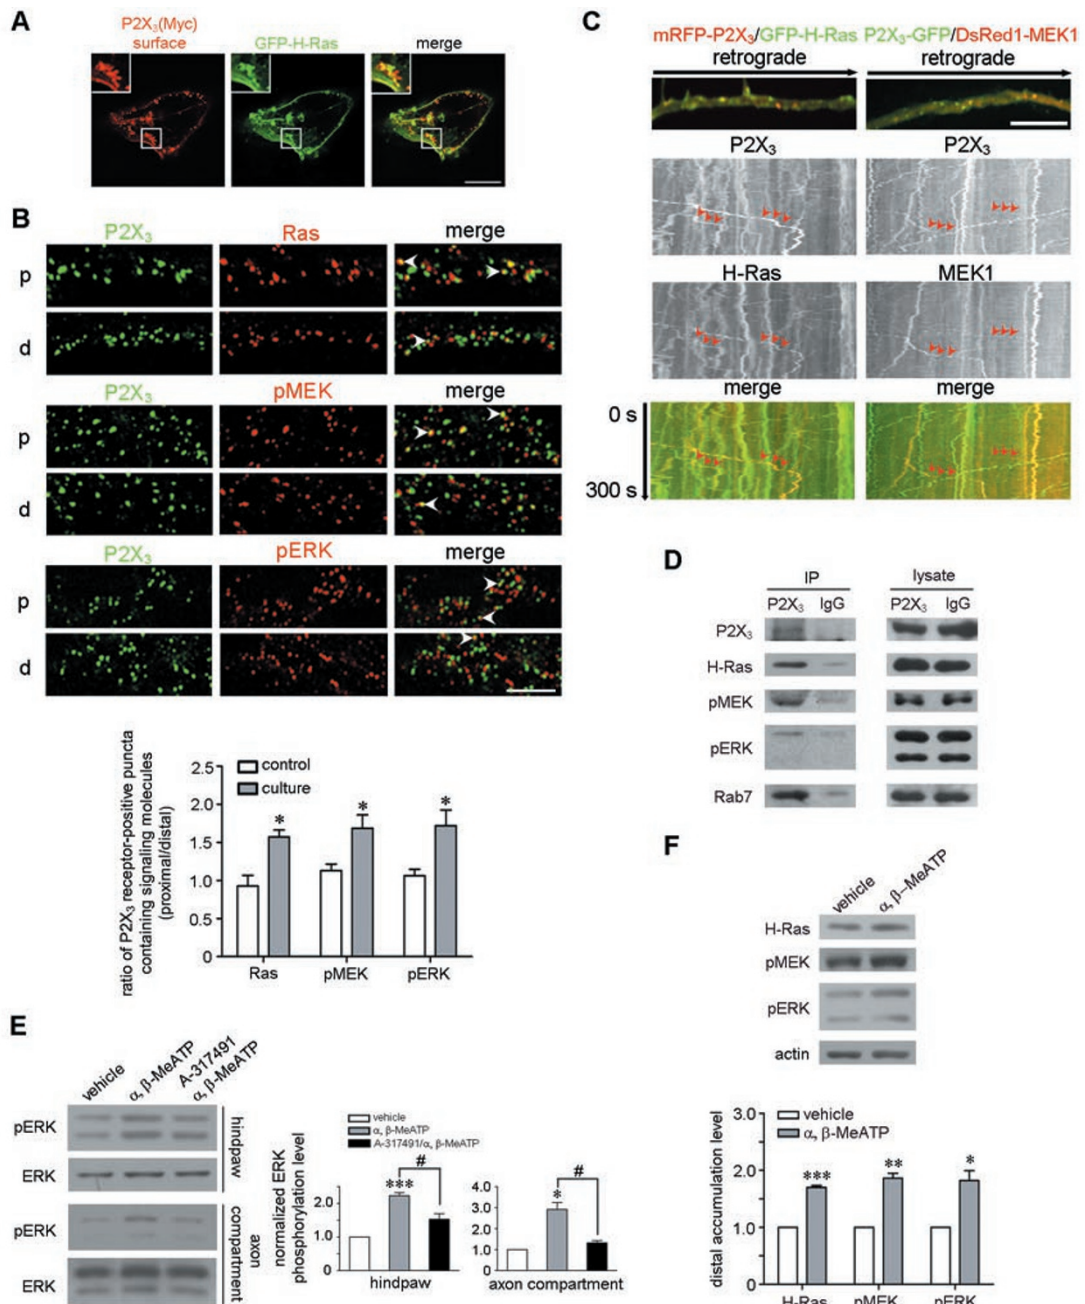 A
P2X₃(Myc)
surface
GFP-H-Ras
merge
B
P2X₃
Ras
merge
p
d
P2X₃
pMEK
merge
p
d
P2X₃
pERK
merge
p
d
ratio of P2X₃ receptor-positive puncta
containing signaling molecules
(proximal/distal)
2.5
2.0
1.5
1.0
0.5
0
control
culture
*
*
*
Ras
pMEK
pERK
C
mRFP-P2X₃/GFP-H-Ras
P2X₃-GFP/DsRed1-MEK1
retrograde
retrograde
P2X₃
P2X₃
H-Ras
MEK1
merge
merge
0 s
300 s
D
IP
lysate
P2X₃
IgG
P2X₃
IgG
P2X₃
H-Ras
pMEK
pERK
Rab7
E
vehicle
α, β-MeATP
A-317491
α, β-MeATP
pERK
ERK
hindpaw
pERK
ERK
axon
compartment
normalized ERK
phosphorylation level
vehicle
α, β-MeATP
A-317491/α, β-MeATP
2.0
1.0
***
#
hindpaw
4.0
3.0
2.0
1.0
0
*
#
axon compartment
F
vehicle
α, β–MeATP
H-Ras
pMEK
pERK
actin
distal accumulation level
3.0
2.0
1.0
0
vehicle
α, β-MeATP
***
**
*
H-Ras
pMEK
pERK